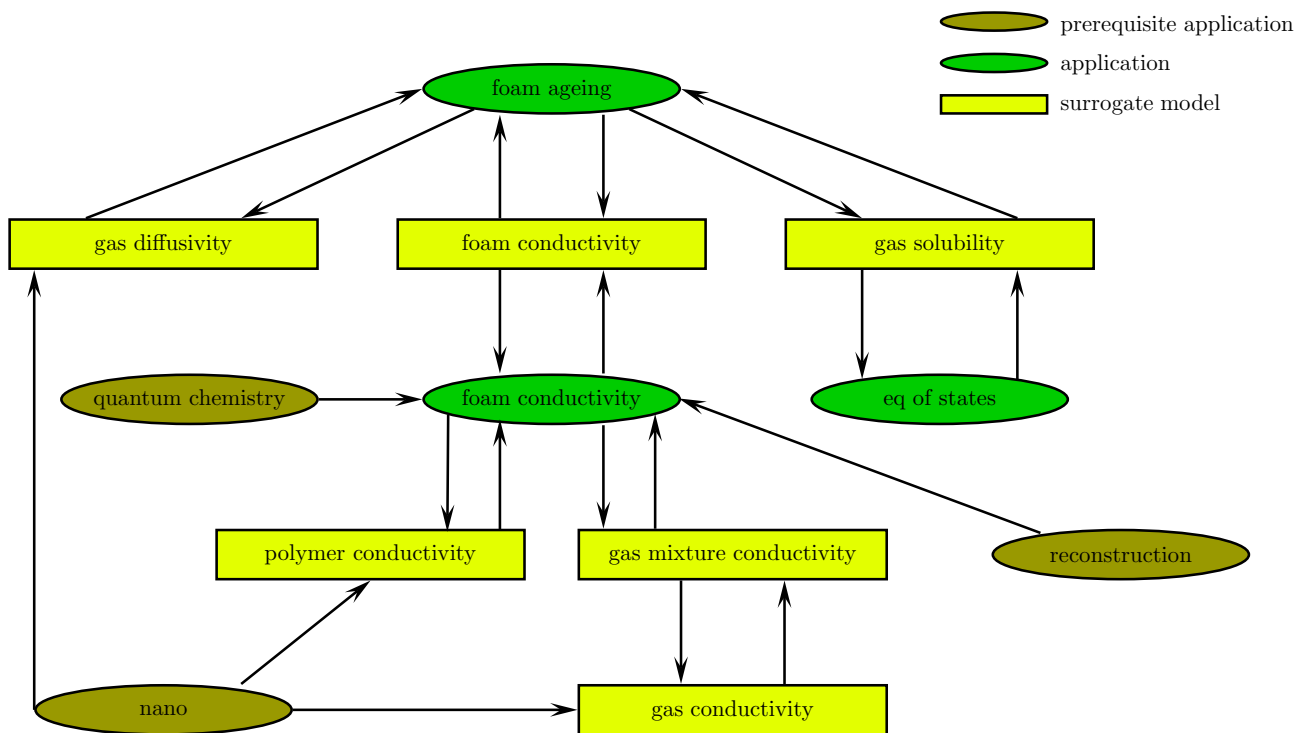 prerequisite application
application
surrogate model
foam ageing
gas diffusivity
foam conductivity
gas solubility
quantum chemistry
foam conductivity
eq of states
polymer conductivity
gas mixture conductivity
reconstruction
nano
gas conductivity